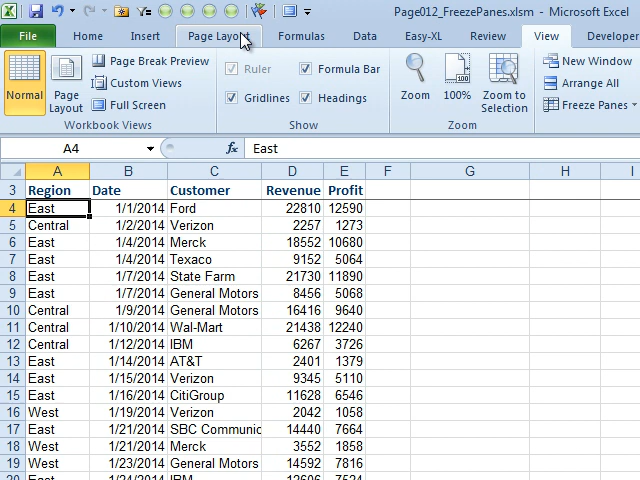 Page012_FreezePanes.xlsm - Microsoft Excel
File Home Insert Page Layout Formulas Data Easy-XL Review View Developer
Normal Page Layout Page Break Preview Custom Views Full Screen
Workbook Views
Ruler Formula Bar
Gridlines Headings
Show
Zoom 100% Zoom to Selection
Zoom
New Window
Arrange All
Freeze Panes
A4 fx East
A B C D E F G H I
3 Region Date Customer Revenue Profit
4 East 1/1/2014 Ford 22810 12590
5 Central 1/2/2014 Verizon 2257 1273
6 East 1/4/2014 Merck 18552 10680
7 East 1/4/2014 Texaco 9152 5064
8 East 1/7/2014 State Farm 21730 11890
9 East 1/7/2014 General Motors 8456 5068
10 Central 1/9/2014 General Motors 16416 9640
11 Central 1/10/2014 Wal-Mart 21438 12240
12 Central 1/12/2014 IBM 6267 3726
13 East 1/14/2014 AT&T 2401 1379
14 East 1/15/2014 Verizon 9345 5110
15 East 1/16/2014 CitiGroup 11628 6546
16 West 1/19/2014 Verizon 2042 1058
17 East 1/21/2014 SBC Communic 14440 7664
18 West 1/21/2014 Merck 3552 1858
19 West 1/23/2014 General Motors 14592 7816
20 East 1/24/2014 IBM 12606 7524